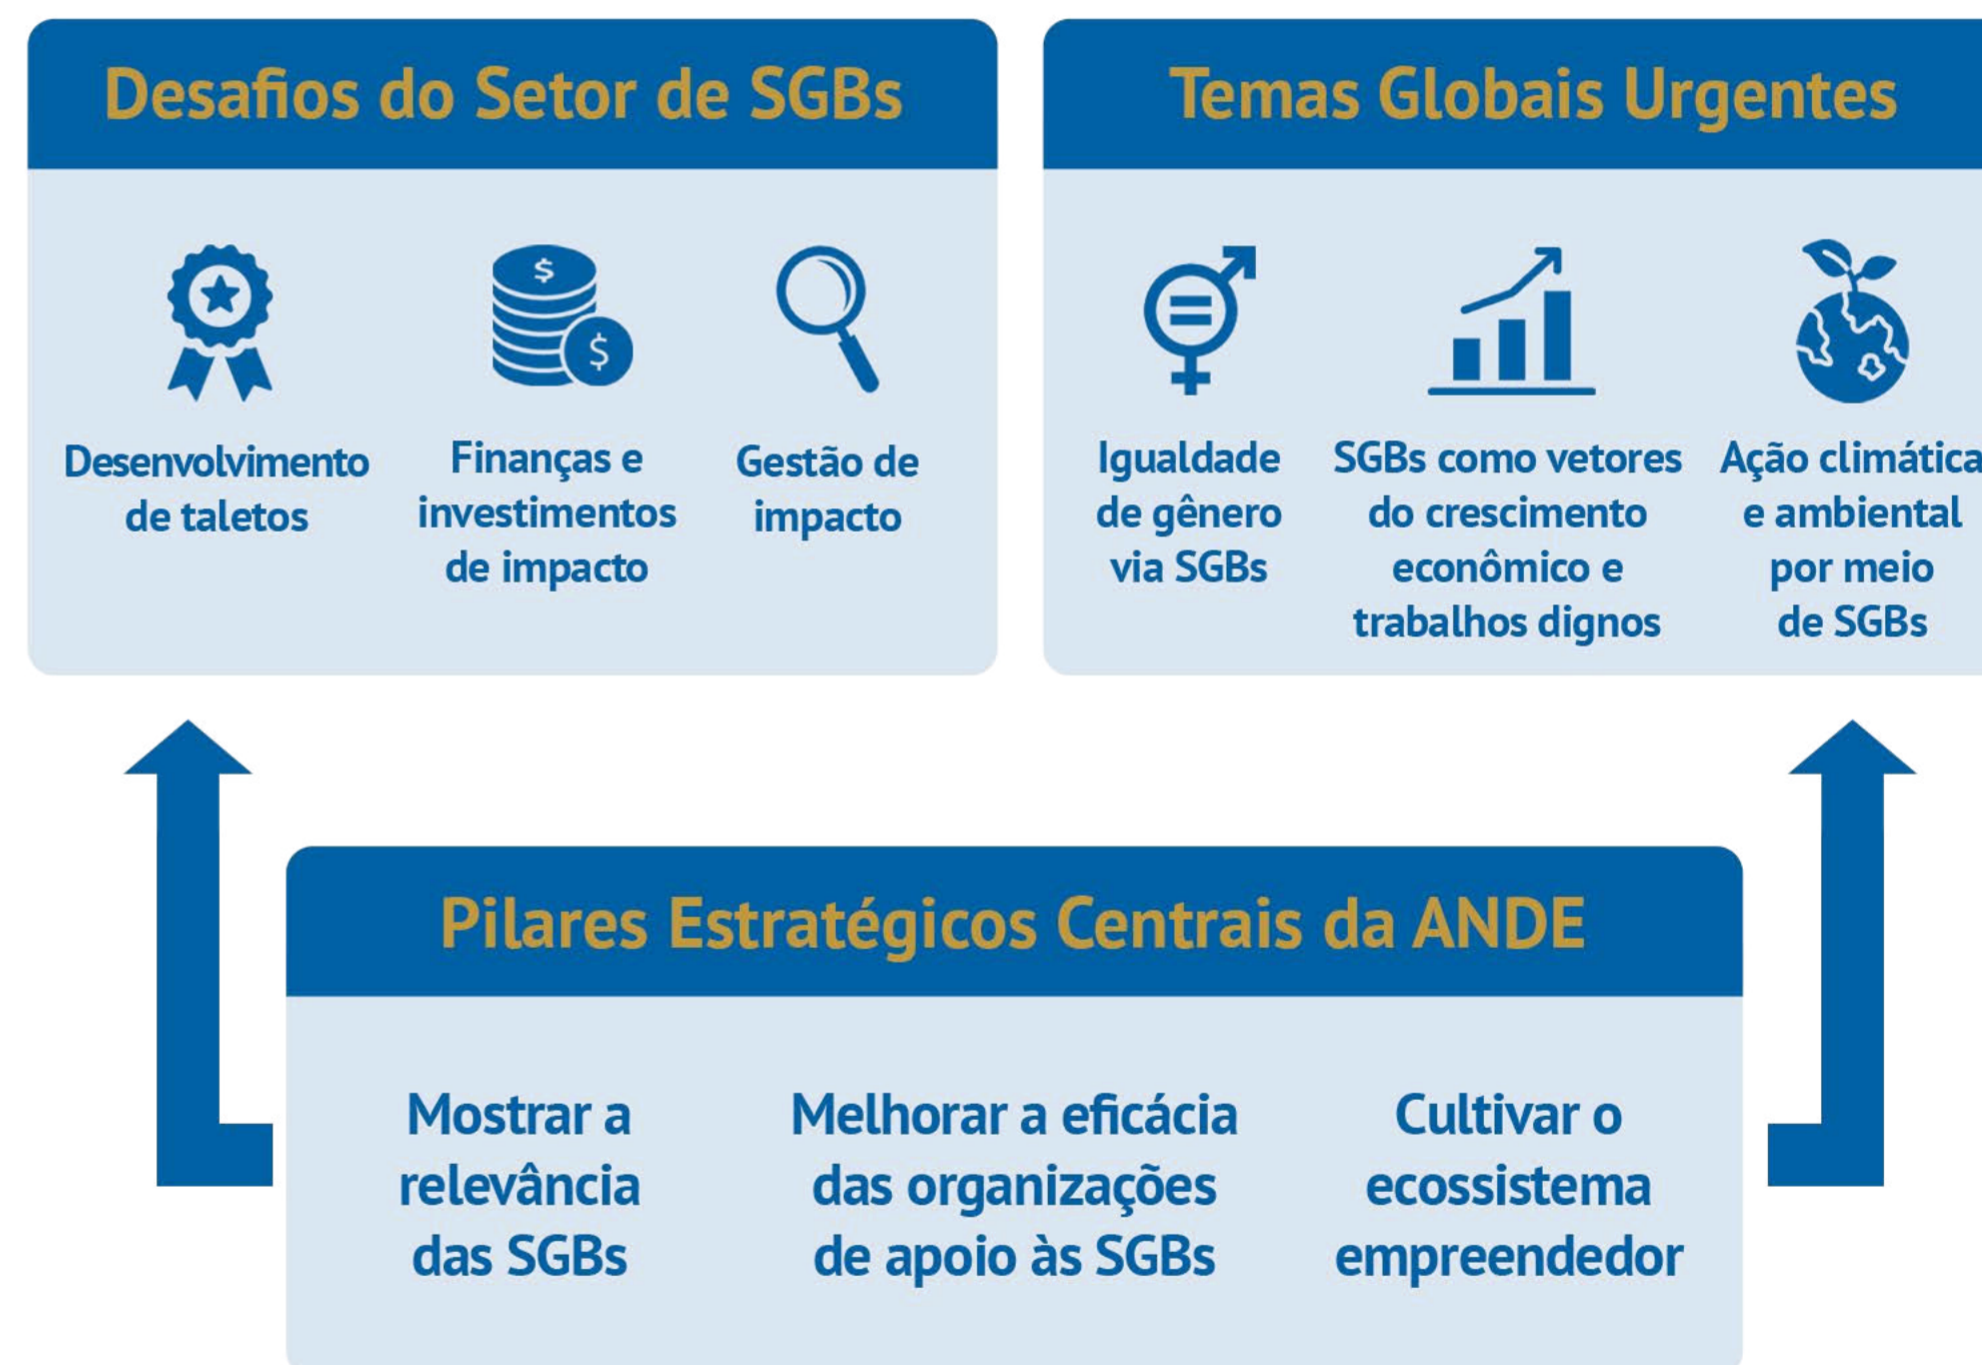 Desafios do Setor de SGBs
Desenvolvimento
de taletos
Finanças e
investimentos
de impacto
Gestão de
impacto
Temas Globais Urgentes
Igualdade
de gênero
via SGBs
SGBs como vetores
do crescimento
econômico e
trabalhos dignos
Ação climática
e ambiental
por meio
de SGBs
Pilares Estratégicos Centrais da ANDE
Mostrar a
relevância
das SGBs
Melhorar a eficácia
das organizações
de apoio às SGBs
Cultivar o
ecossistema
empreendedor